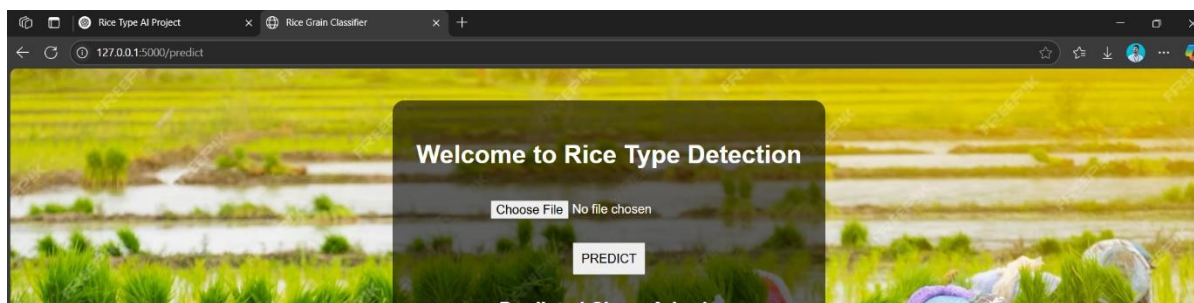 Rice Type AI Project
Rice Grain Classifier
127.0.0.1:5000/predict
Welcome to Rice Type Detection
Choose File No file chosen
PREDICT
FREEPIK